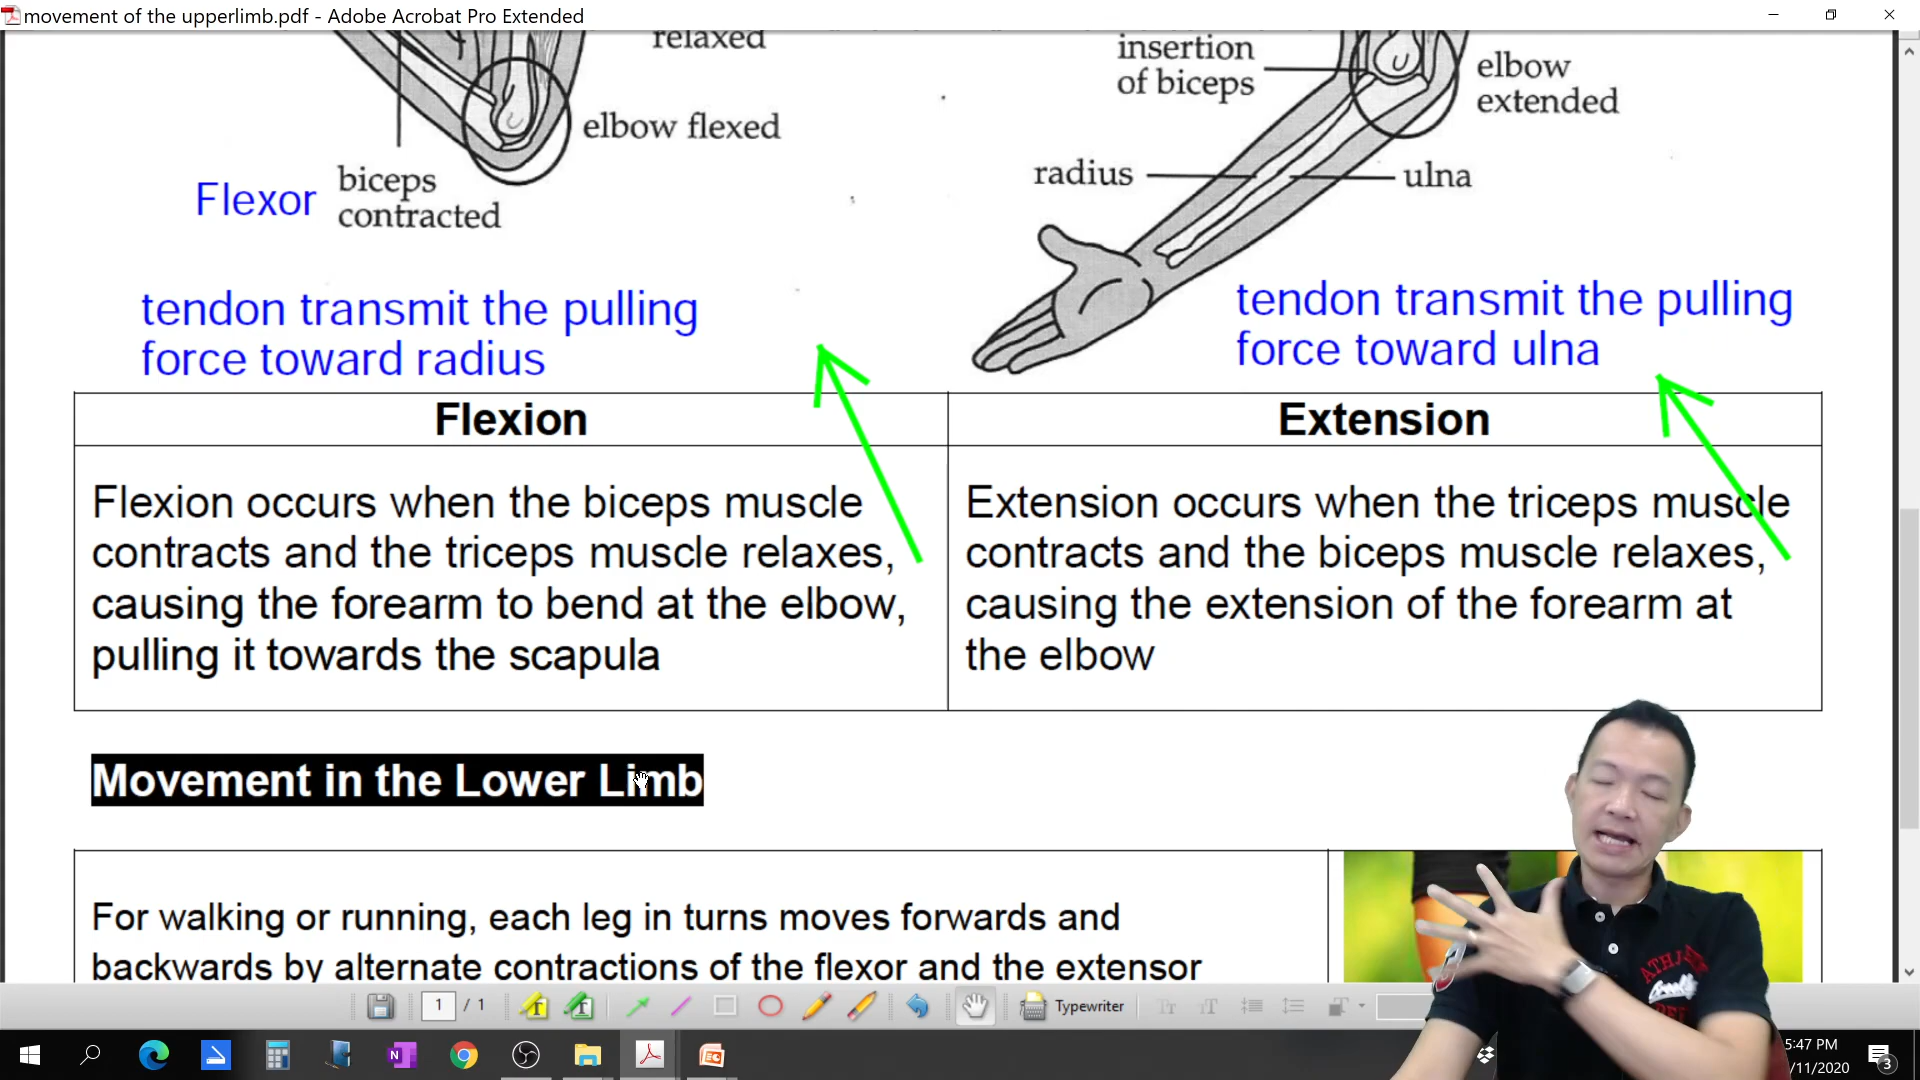 movement of the upperlimb.pdf - Adobe Acrobat Pro Extended
relaxed
insertion
of biceps
elbow
extended
elbow flexed
radius
ulna
Flexor
biceps
contracted
tendon transmit the pulling
force toward radius
tendon transmit the pulling
force toward ulna
Flexion
Extension
Flexion occurs when the biceps muscle
contracts and the triceps muscle relaxes,
causing the forearm to bend at the elbow,
pulling it towards the scapula
Extension occurs when the triceps muscle
contracts and the biceps muscle relaxes,
causing the extension of the forearm at
the elbow
Movement in the Lower Limb
For walking or running, each leg in turns moves forwards and
backwards by alternate contractions of the flexor and the extensor
1 / 1
Typewriter
5:47 PM
/11/2020
3